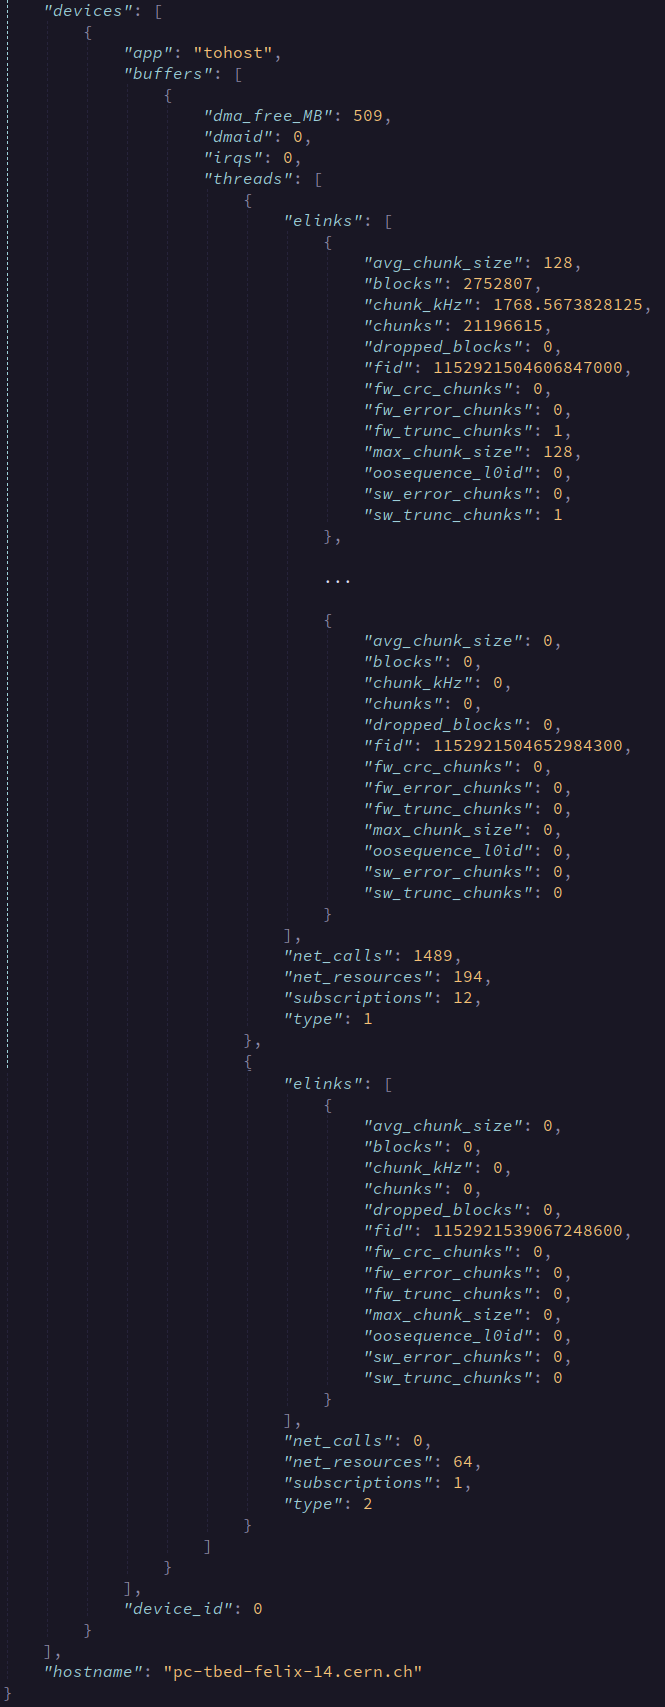 "devices": [
{
"app": "tohost",
"buffers": [
{
"dma_free_MB": 509,
"dmaid": 0,
"irqs": 0,
"threads": [
{
"elinks": [
{
"avg_chunk_size": 128,
"blocks": 2752807,
"chunk_kHz": 1768.5673828125,
"chunks": 21196615,
"dropped_blocks": 0,
"fid": 1152921504606847000,
"fw_crc_chunks": 0,
"fw_error_chunks": 0,
"fw_trunc_chunks": 1,
"max_chunk_size": 128,
"oosequence_l0id": 0,
"sw_error_chunks": 0,
"sw_trunc_chunks": 1
},
...
{
"avg_chunk_size": 0,
"blocks": 0,
"chunk_kHz": 0,
"chunks": 0,
"dropped_blocks": 0,
"fid": 1152921504652984300,
"fw_crc_chunks": 0,
"fw_error_chunks": 0,
"fw_trunc_chunks": 0,
"max_chunk_size": 0,
"oosequence_l0id": 0,
"sw_error_chunks": 0,
"sw_trunc_chunks": 0
}
],
"net_calls": 1489,
"net_resources": 194,
"subscriptions": 12,
"type": 1
},
{
"elinks": [
{
"avg_chunk_size": 0,
"blocks": 0,
"chunk_kHz": 0,
"chunks": 0,
"dropped_blocks": 0,
"fid": 1152921539067248600,
"fw_crc_chunks": 0,
"fw_error_chunks": 0,
"fw_trunc_chunks": 0,
"max_chunk_size": 0,
"oosequence_l0id": 0,
"sw_error_chunks": 0,
"sw_trunc_chunks": 0
}
],
"net_calls": 0,
"net_resources": 64,
"subscriptions": 1,
"type": 2
}
]
}
],
"device_id": 0
}
],
"hostname": "pc-tbed-felix-14.cern.ch"
}